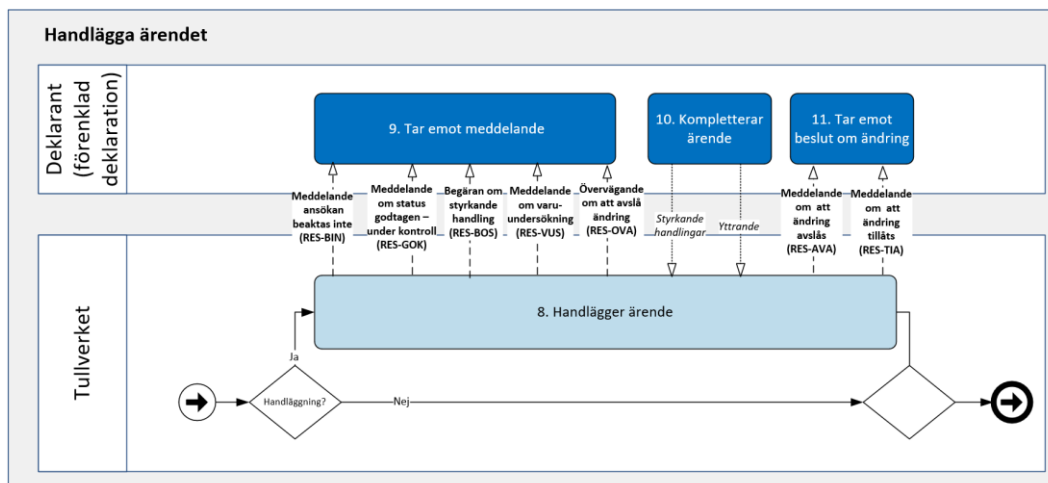 Handlägga ärendet
Deklarant
(förenklad
deklaration)
9. Tar emot meddelande
10. Kompletterar
ärende
11. Tar emot
beslut om ändring
Meddelande
ansökan
beaktas inte
(RES-BIN)
Meddelande
om status
godtagen –
under kontroll
(RES-GOK)
Begäran om
styrkande
handling
(RES-BOS)
Meddelande
om varu-
undersökning
(RES-VUS)
Övervägande
om att avslå
ändring
(RES-OVA)
Styrkande
handlingar
Yttrande
Meddelande
om att
ändring
avslås
(RES-AVA)
Meddelande
om att
ändring
tillåts
(RES-TIA)
Tullverket
8. Handlägger ärende
Ja
Handläggning?
Nej